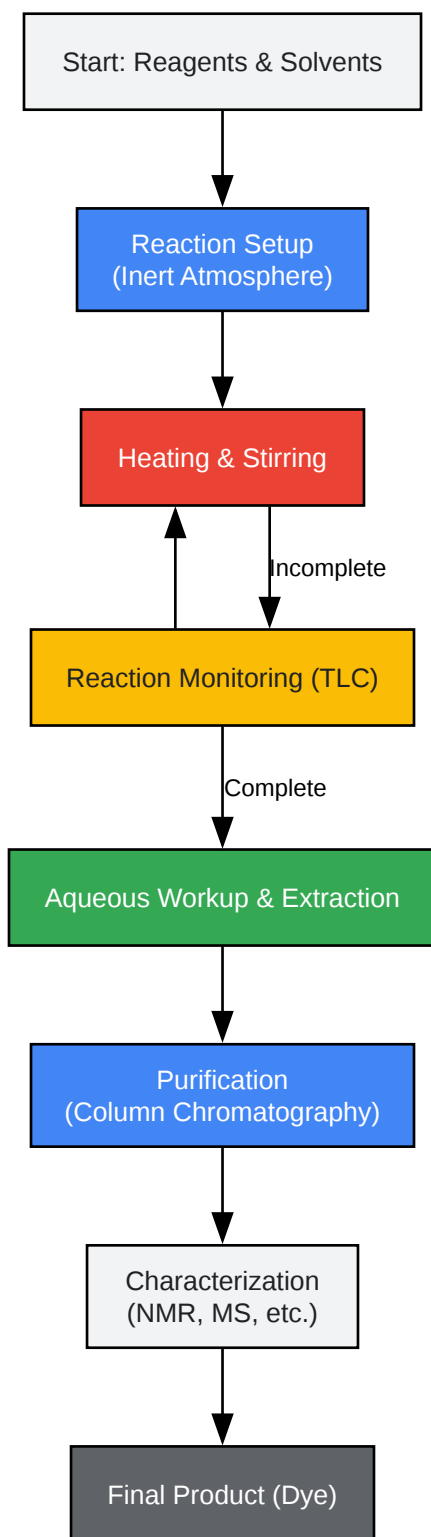 Start: Reagents & Solvents
Reaction Setup
(Inert Atmosphere)
Heating & Stirring
Incomplete
Reaction Monitoring (TLC)
Complete
Aqueous Workup & Extraction
Purification
(Column Chromatography)
Characterization
(NMR, MS, etc.)
Final Product (Dye)